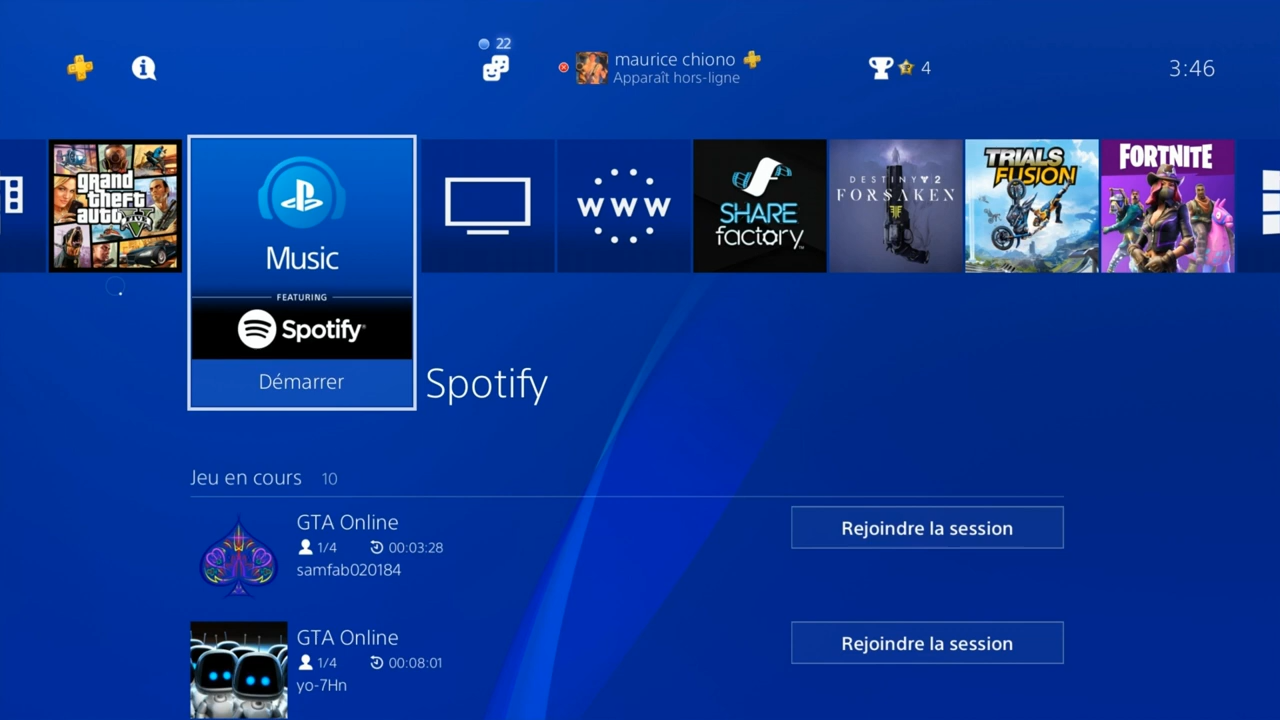 22
maurice chiono
Apparaît hors-ligne
4
3:46
grand
theft
auto V
Music
FEATURING
Spotify
Démarrer
Spotify
www
SHARE
factory
DESTINY 2
FORSAKEN
TRIALS
FUSION
FORTNITE
Jeu en cours 10
GTA Online
1/4 00:03:28
samfab020184
Rejoindre la session
GTA Online
1/4 00:08:01
yo-7Hn
Rejoindre la session